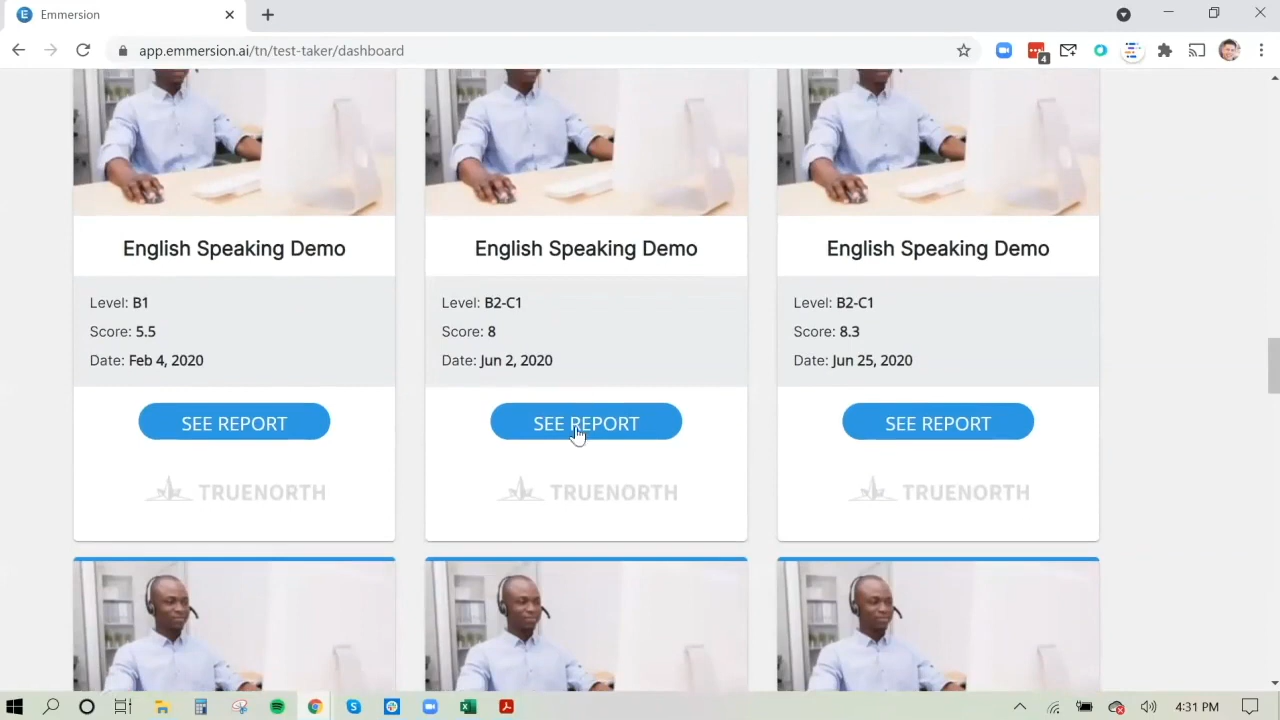 Emmersion
app.emmersion.ai/tn/test-taker/dashboard
4
English Speaking Demo
Level: B1
Score: 5.5
Date: Feb 4, 2020
SEE REPORT
TRUENORTH
English Speaking Demo
Level: B2-C1
Score: 8
Date: Jun 2, 2020
SEE REPORT
TRUENORTH
English Speaking Demo
Level: B2-C1
Score: 8.3
Date: Jun 25, 2020
SEE REPORT
TRUENORTH
4:31 PM